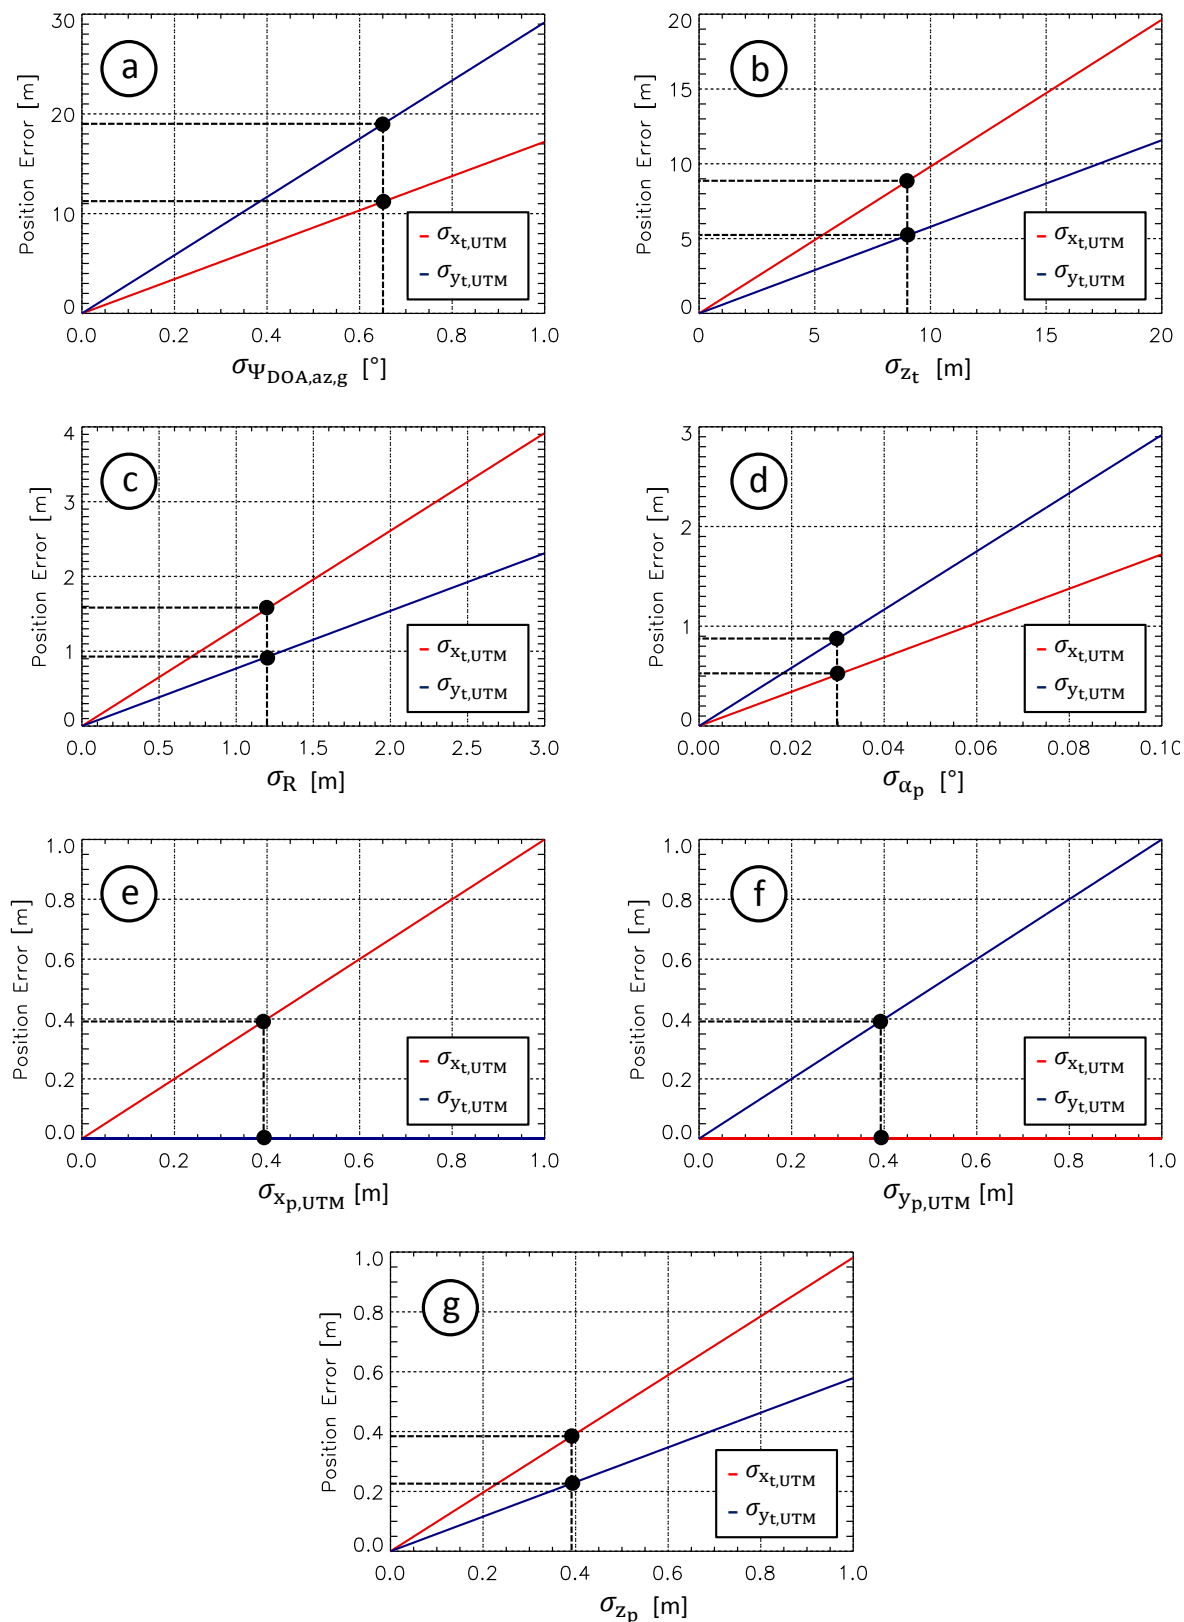 a
Position Error [m]
30
20
10
0
0.0 0.2 0.4 0.6 0.8 1.0
σxt,UTM
σyt,UTM
σΨDOA,az,g [°]
b
Position Error [m]
20
15
10
5
0
0 5 10 15 20
σxt,UTM
σyt,UTM
σzt [m]
c
Position Error [m]
4
3
2
1
0
0.0 0.5 1.0 1.5 2.0 2.5 3.0
σxt,UTM
σyt,UTM
σR [m]
d
Position Error [m]
3
2
1
0
0.00 0.02 0.04 0.06 0.08 0.10
σxt,UTM
σyt,UTM
σαp [°]
e
Position Error [m]
1.0
0.8
0.6
0.4
0.2
0.0
0.0 0.2 0.4 0.6 0.8 1.0
σxt,UTM
σyt,UTM
σxp,UTM [m]
f
Position Error [m]
1.0
0.8
0.6
0.4
0.2
0.0
0.0 0.2 0.4 0.6 0.8 1.0
σxt,UTM
σyt,UTM
σyp,UTM [m]
g
Position Error [m]
1.0
0.8
0.6
0.4
0.2
0.0
0.0 0.2 0.4 0.6 0.8 1.0
σxt,UTM
σyt,UTM
σzp [m]